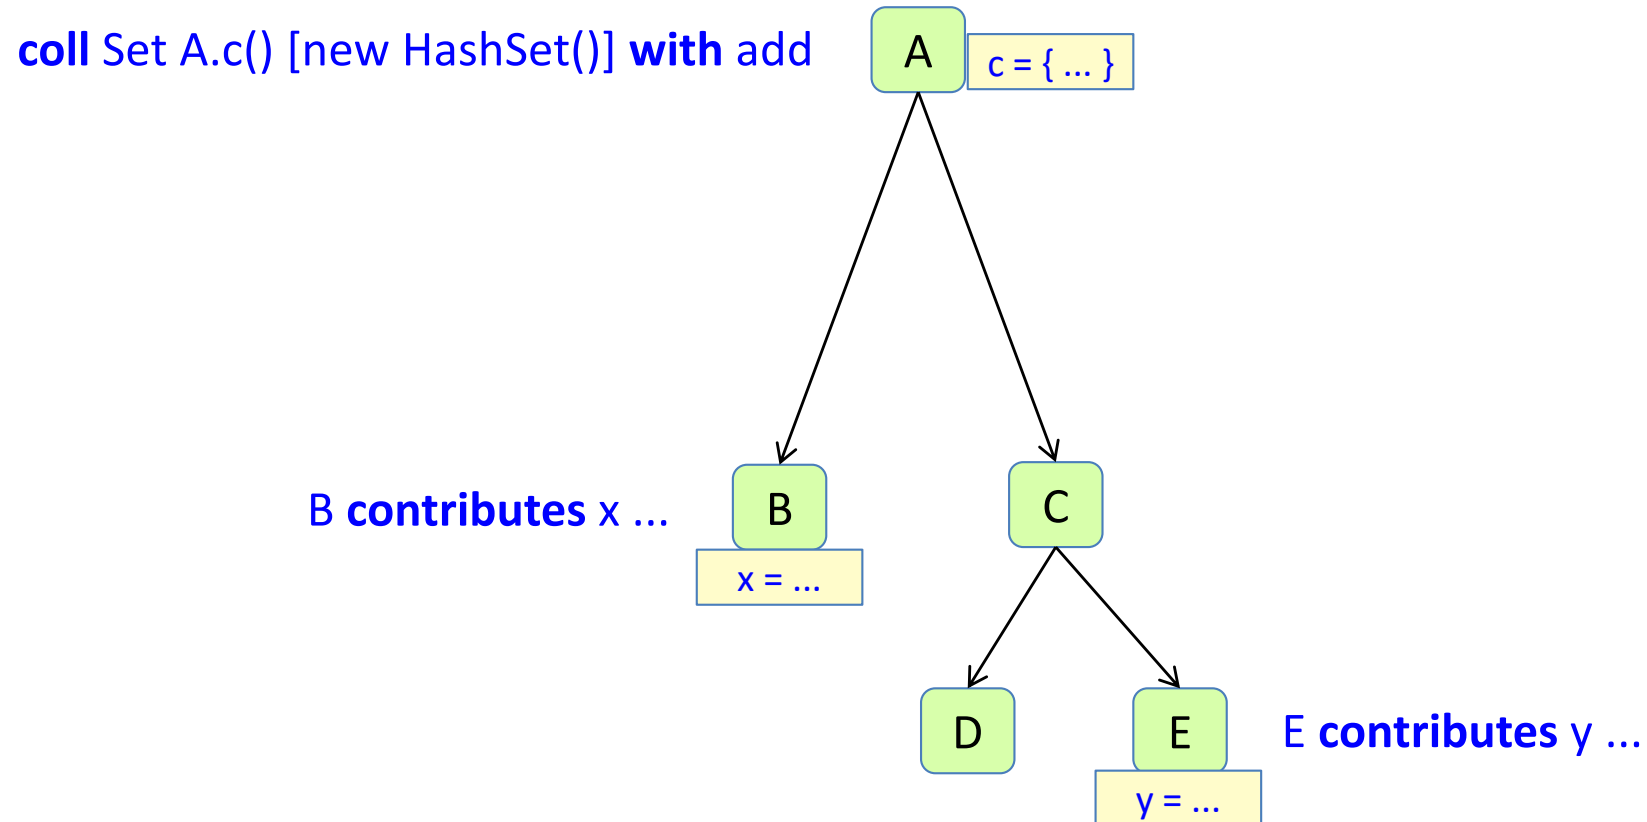 coll Set A.c() [new HashSet()] with add
A
c = { ... }
B contributes x ...
B
C
x = ...
D
E
E contributes y ...
y = ...